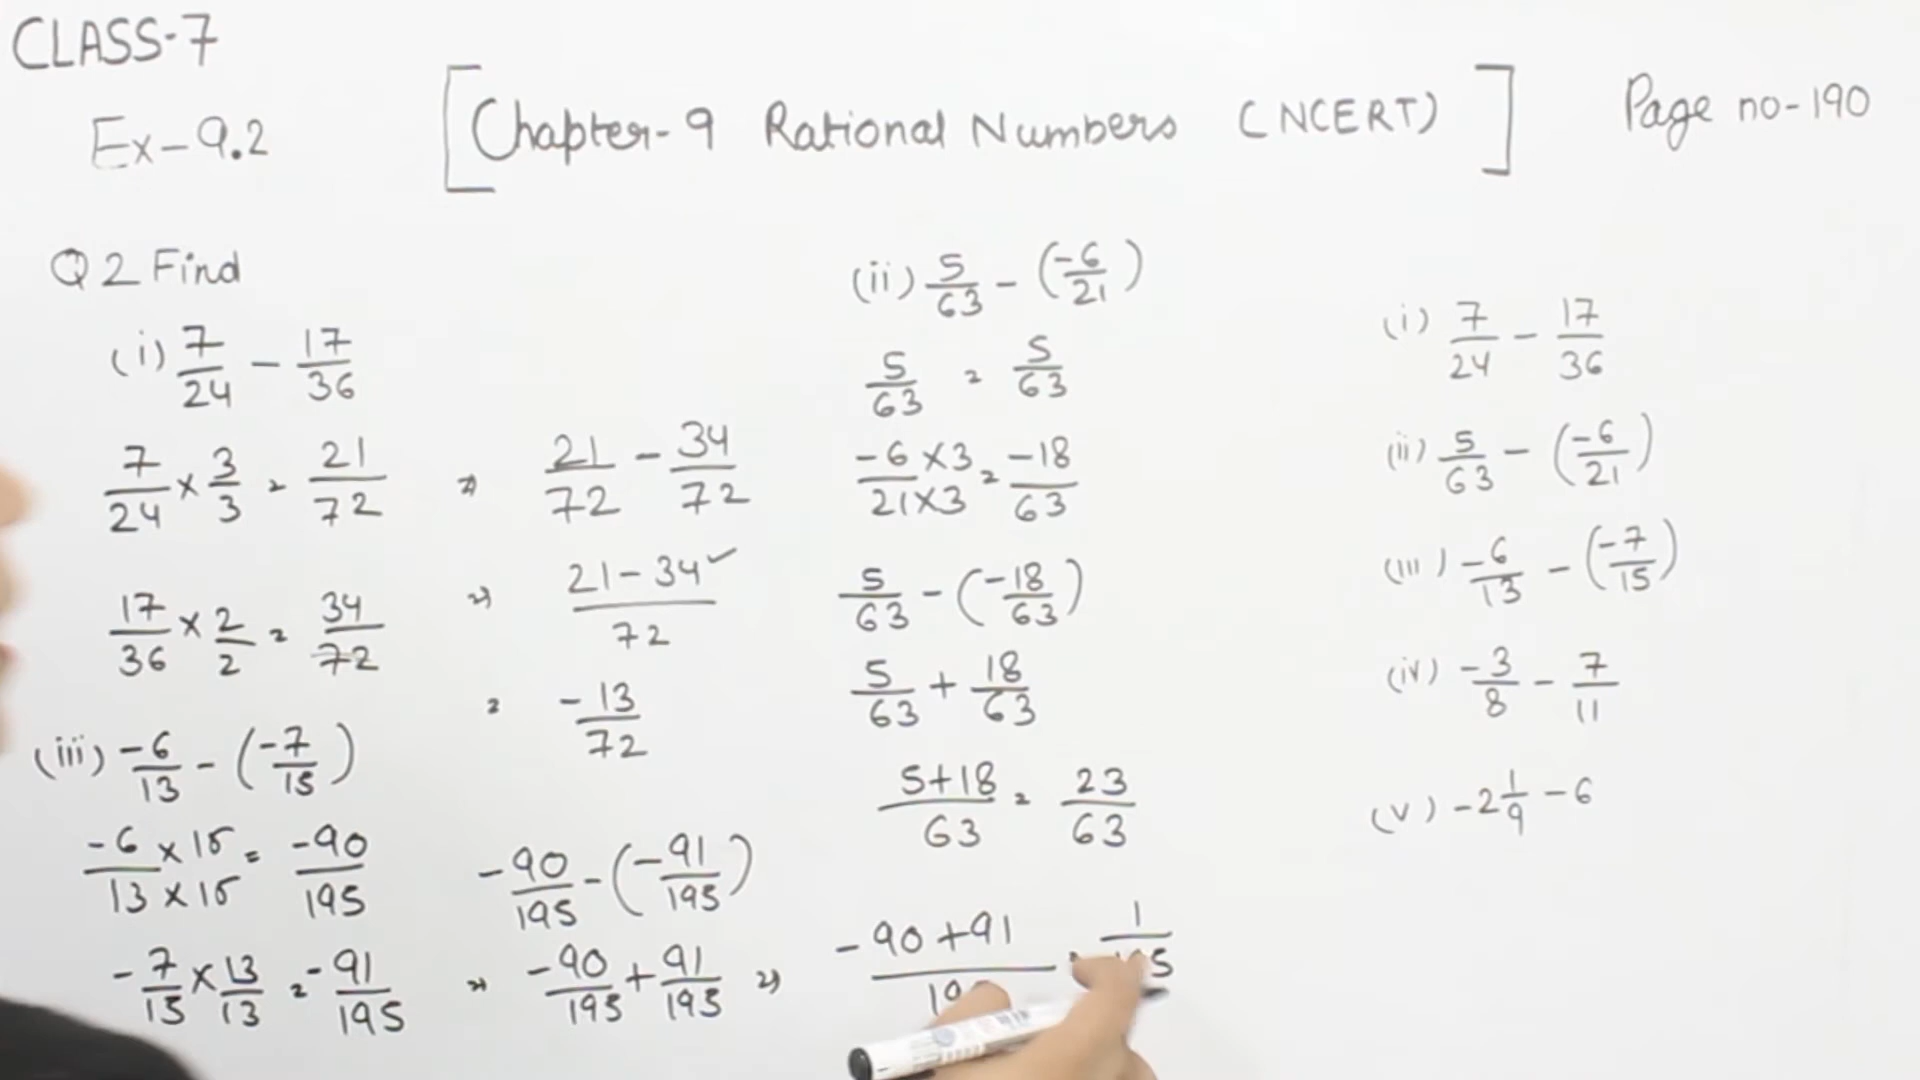 CLASS-7
Ex-9.2
[Chapter-9 Rational Numbers (NCERT)]
Page no-190
Q2 Find
(i) 7/24 - 17/36
7/24 × 3/3 = 21/72
17/36 × 2/2 = 34/72
⇒ 21/72 - 34/72
⇒ (21-34)/72 ✓
= -13/72
(ii) 5/63 - (-6/21)
5/63 = 5/63
(-6×3)/(21×3) = -18/63
5/63 - (-18/63)
5/63 + 18/63
(5+18)/63 = 23/63
(iii) -6/13 - (-7/15)
(-6×15)/(13×15) = -90/195
-7/15 × 13/13 = -91/195
-90/195 - (-91/195)
⇒ -90/195 + 91/195 ⇒ (-90+91)/ = 1/
(i) 7/24 - 17/36
(ii) 5/63 - (-6/21)
(iii) -6/13 - (-7/15)
(iv) -3/8 - 7/11
(v) -2 1/9 - 6